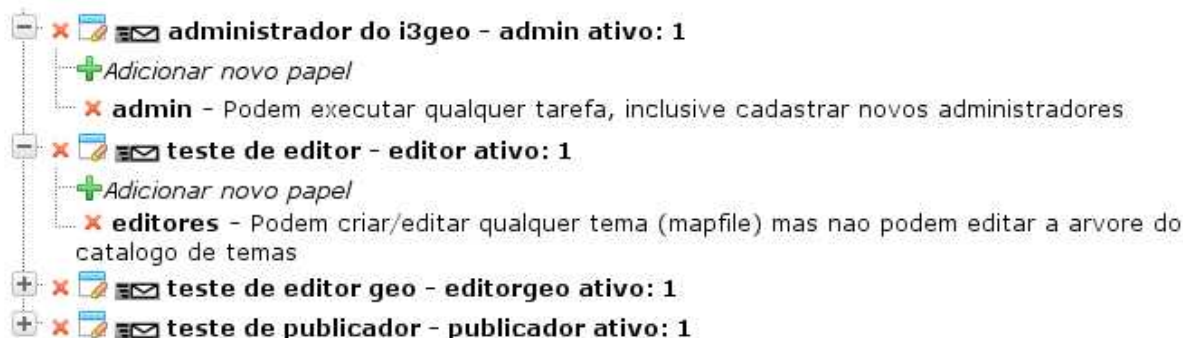 administrador do i3geo - admin ativo: 1
Adicionar novo papel
admin - Podem executar qualquer tarefa, inclusive cadastrar novos administradores
teste de editor - editor ativo: 1
Adicionar novo papel
editores - Podem criar/editar qualquer tema (mapfile) mas nao podem editar a arvore do
catalogo de temas
teste de editor geo - editorgeo ativo: 1
teste de publicador - publicador ativo: 1